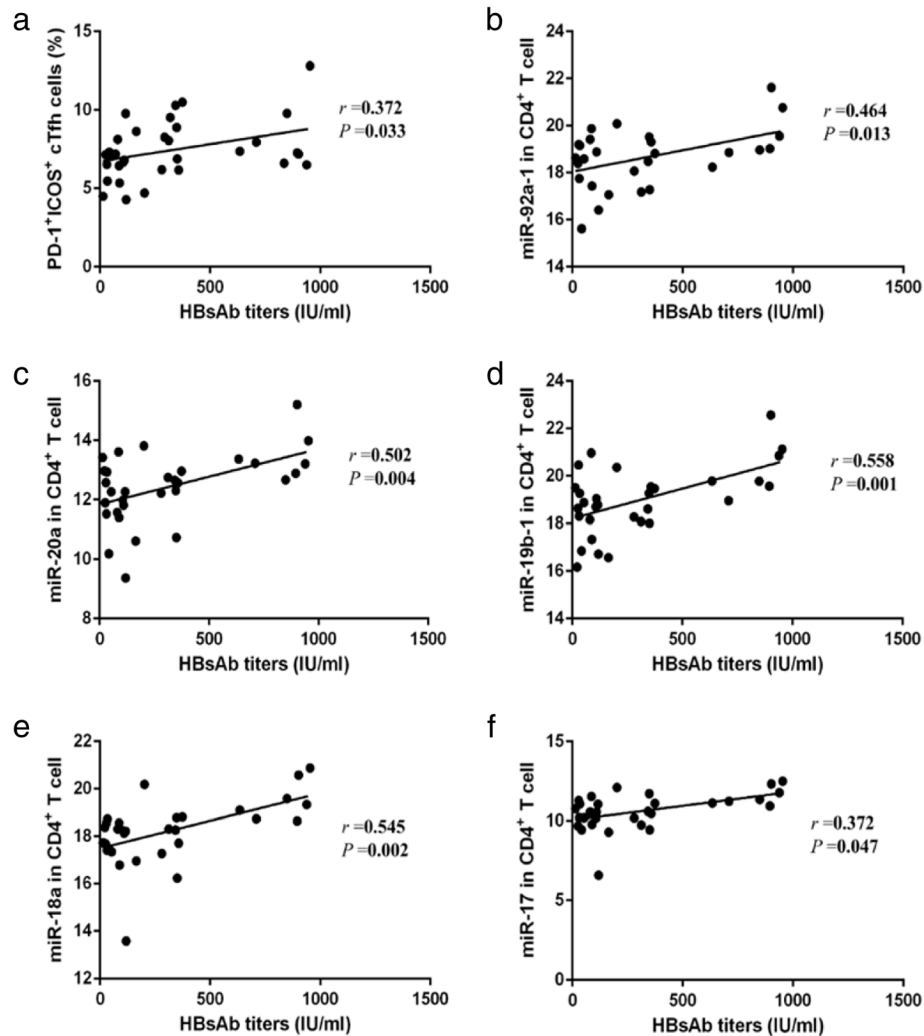 a
PD-1⁺ICOS⁺ cTfh cells (%)
15
10
5
0
0 500 1000 1500
HBsAb titers (IU/ml)
r =0.372
P =0.033
b
miR-92a-1 in CD4⁺ T cell
24
22
20
18
16
14
0 500 1000 1500
HBsAb titers (IU/ml)
r =0.464
P =0.013
c
miR-20a in CD4⁺ T cell
16
14
12
10
8
0 500 1000 1500
HBsAb titers (IU/ml)
r =0.502
P =0.004
d
miR-19b-1 in CD4⁺ T cell
24
22
20
18
16
14
0 500 1000 1500
HBsAb titers (IU/ml)
r =0.558
P =0.001
e
miR-18a in CD4⁺ T cell
22
20
18
16
14
12
0 500 1000 1500
HBsAb titers (IU/ml)
r =0.545
P =0.002
f
miR-17 in CD4⁺ T cell
15
10
5
0
0 500 1000 1500
HBsAb titers (IU/ml)
r =0.372
P =0.047